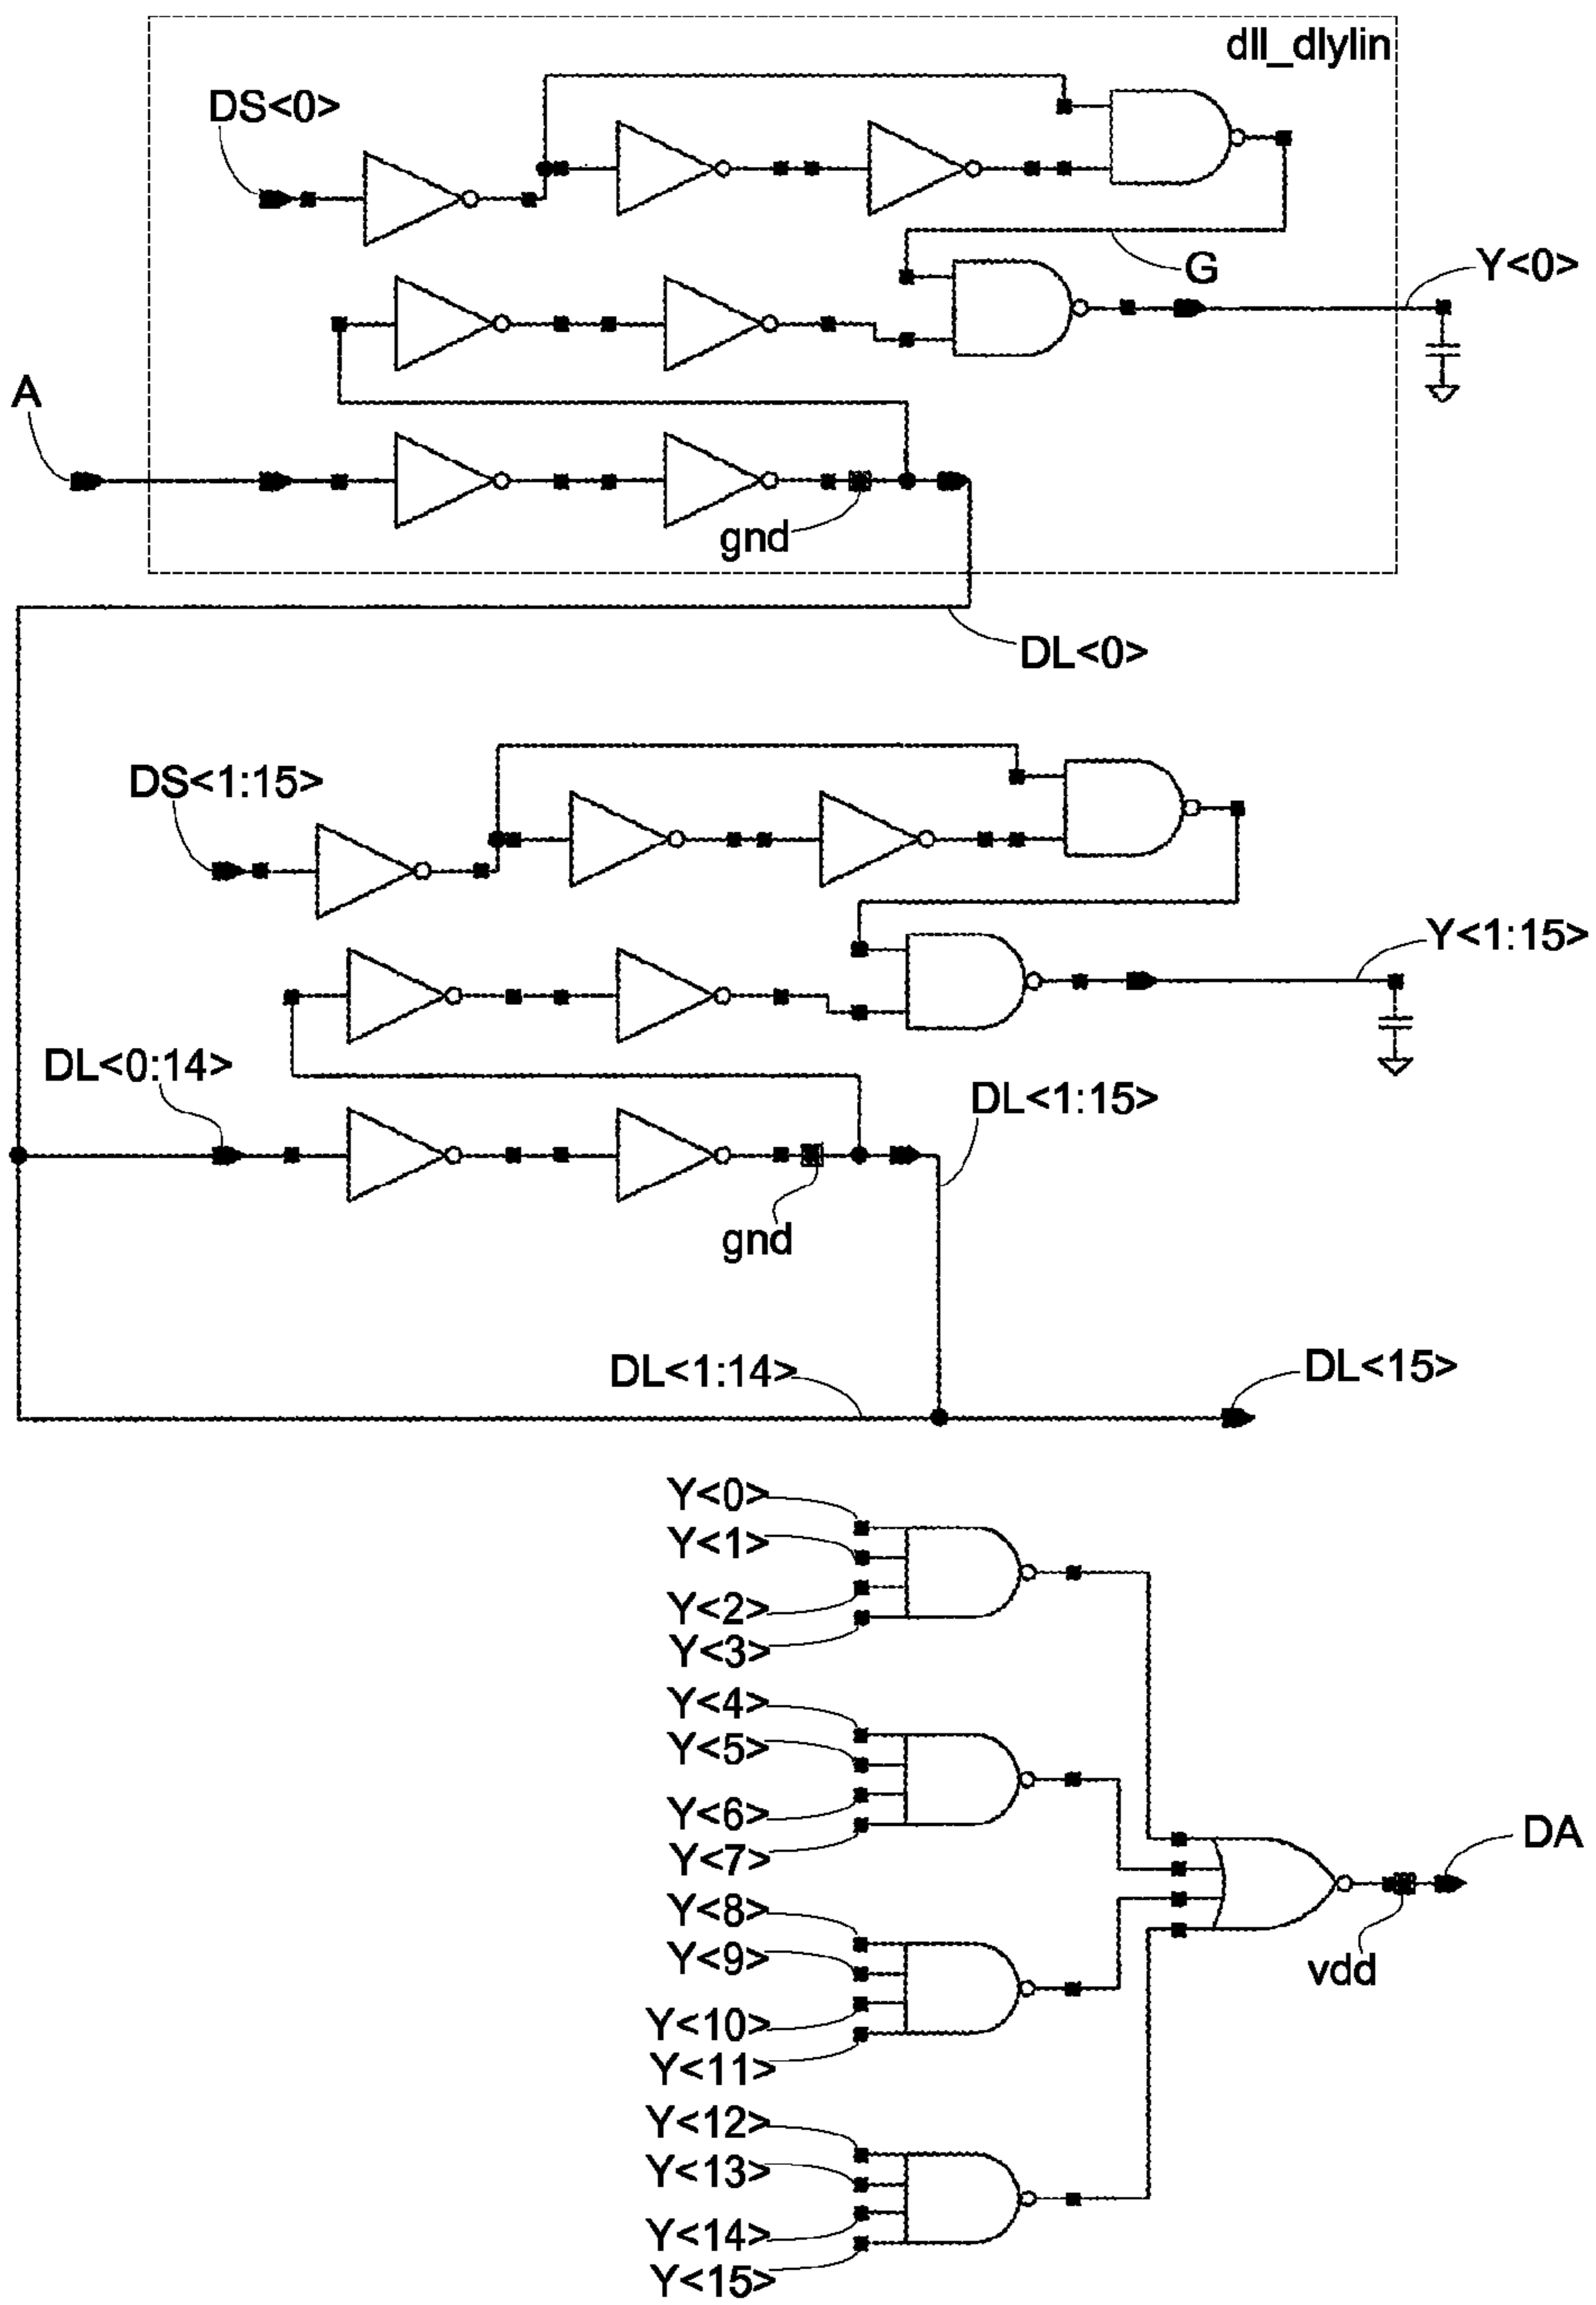 dll_dlylin
DS<0>
G
Y<0>
A
gnd
DL<0>
DS<1:15>
Y<1:15>
DL<0:14>
DL<1:15>
gnd
DL<1:14>
DL<15>
Y<0>
Y<1>
Y<2>
Y<3>
Y<4>
Y<5>
Y<6>
Y<7>
DA
Y<8>
Y<9>
vdd
Y<10>
Y<11>
Y<12>
Y<13>
Y<14>
Y<15>